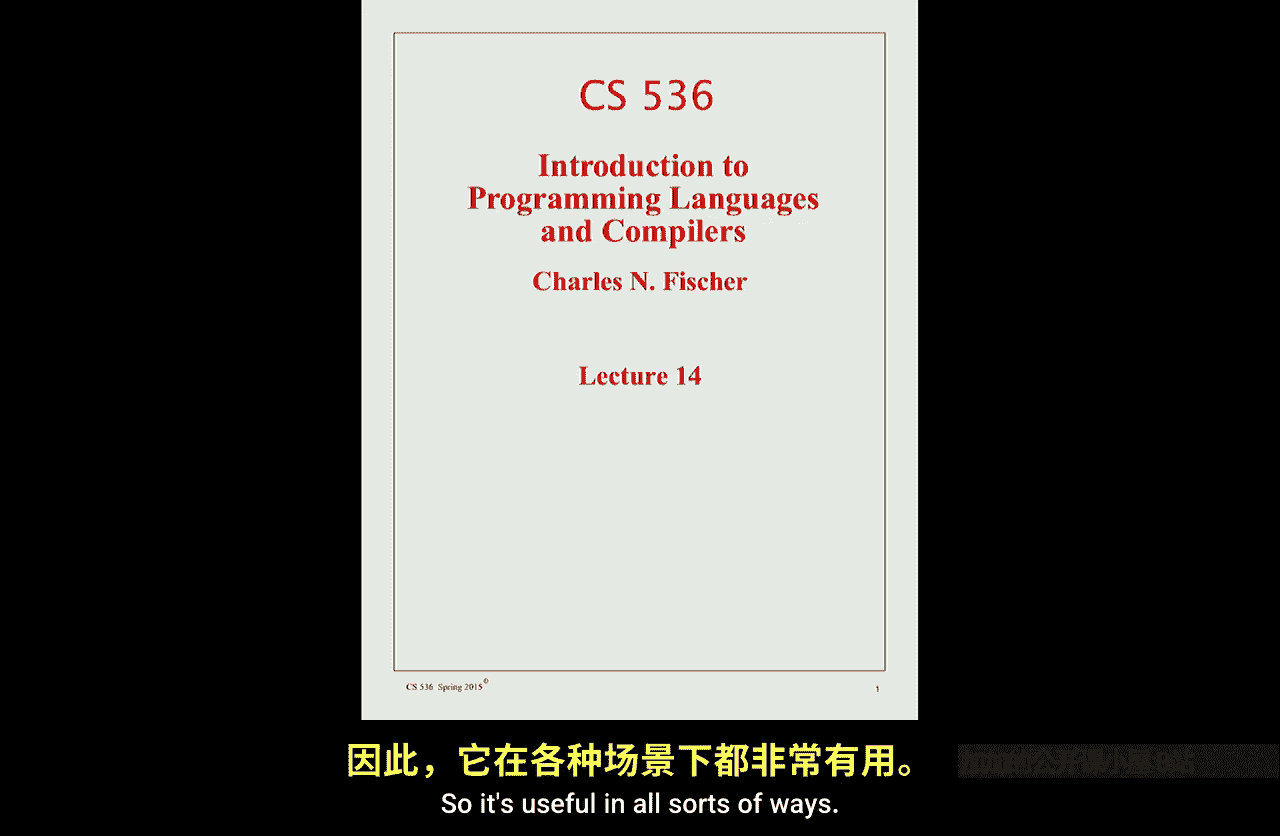 CS 536
Introduction to
Programming Languages
and Compilers
Charles N. Fischer
Lecture 14
CS 536 Spring 2015©
1
因此，它在各种场景下都非常有用。
So it's useful in all sorts of ways.